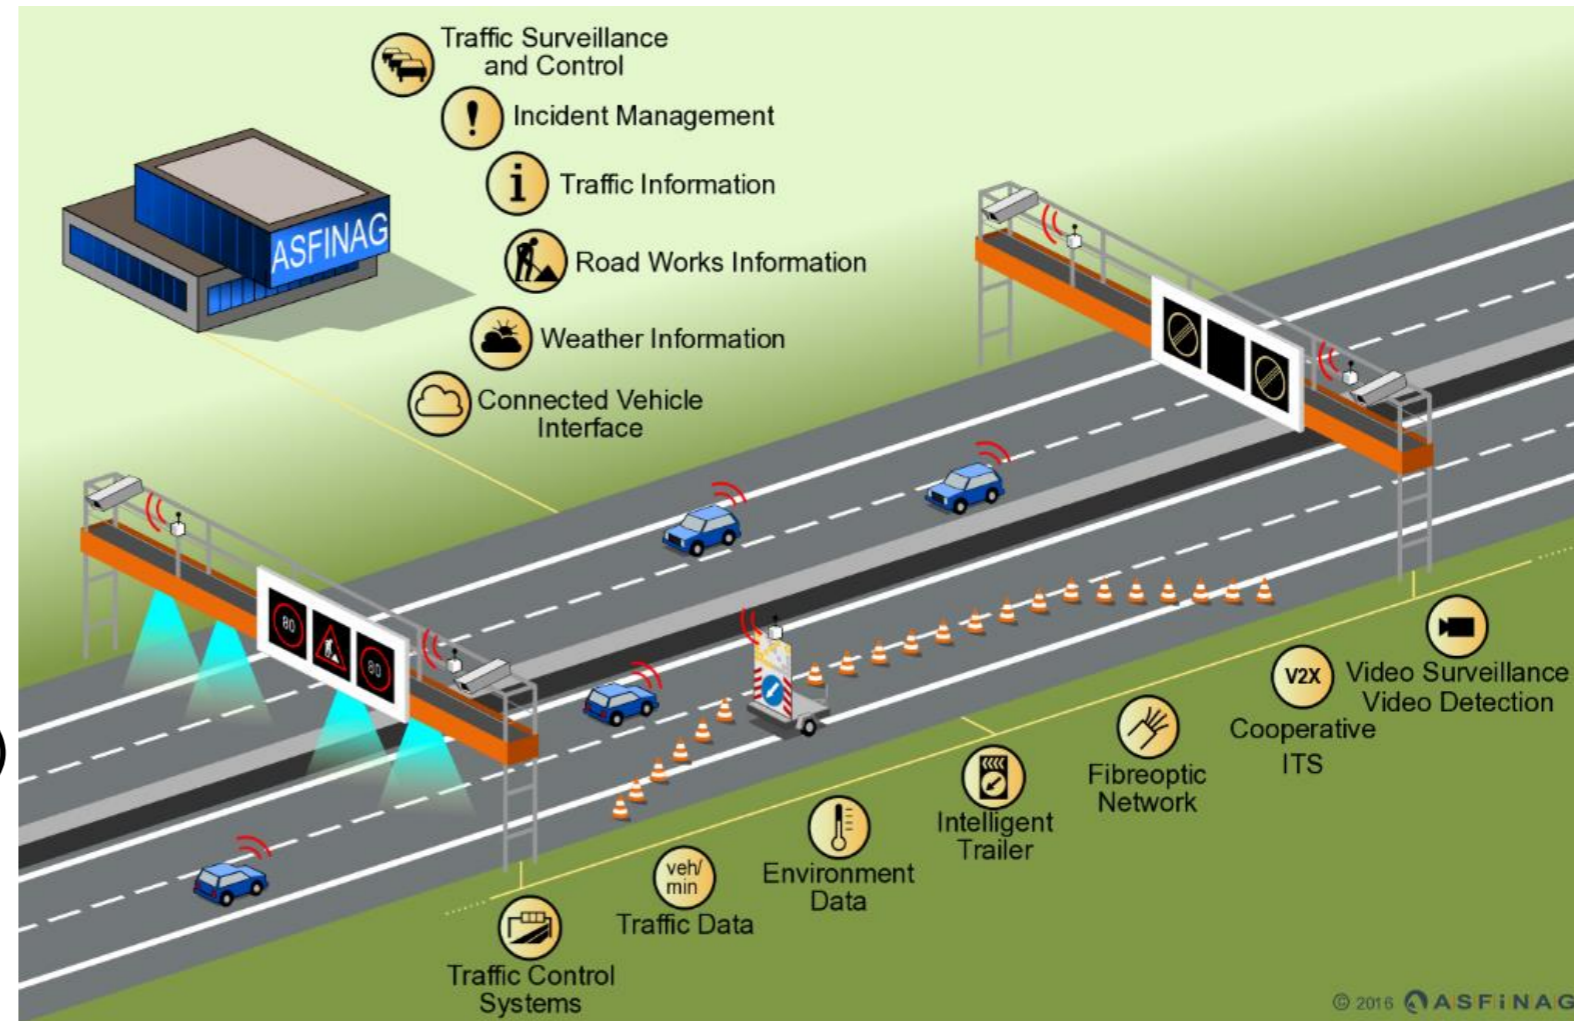 Traffic Surveillance
and Control
Incident Management
i
Traffic Information
ASFINAG
Road Works Information
Weather Information
Connected Vehicle
Interface
80
80
V2X
Video Surveillance
Video Detection
Cooperative
ITS
Fibreoptic
Network
Intelligent
Trailer
Environment
Data
veh/
min
Traffic Data
Traffic Control
Systems
© 2016 ASFiNAG
)